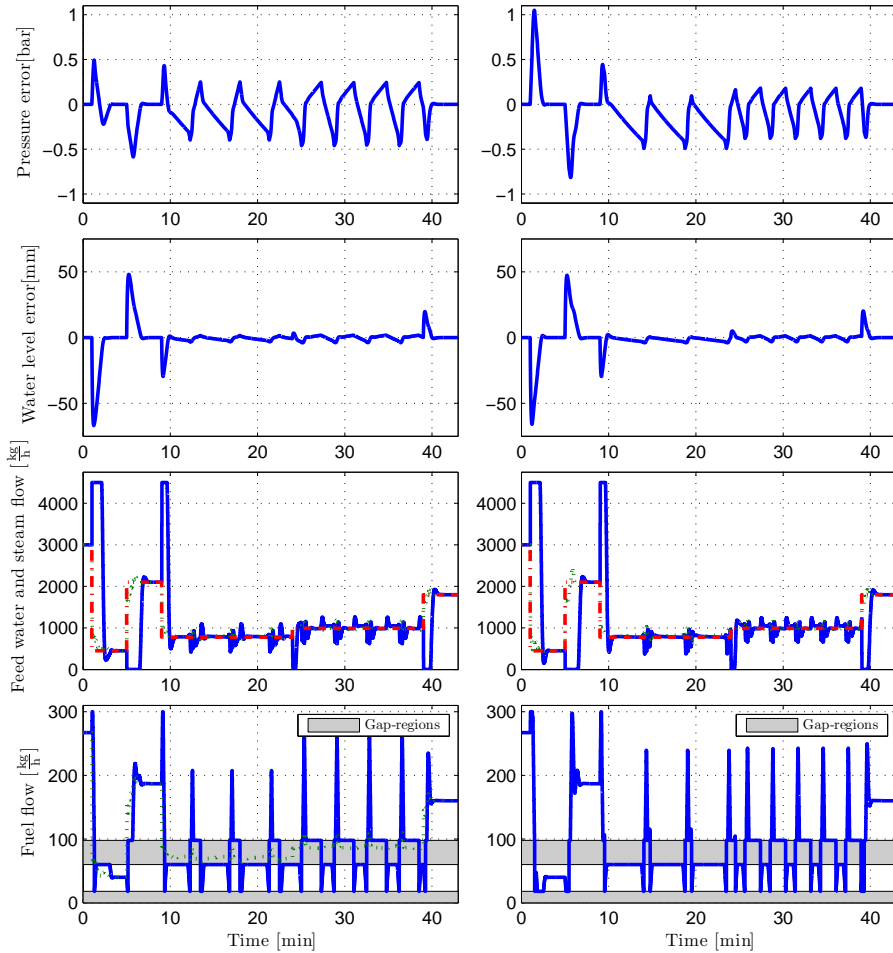 1
0.5
0
−0.5
−1
0 10 20 30 40
Pressure error[bar]
1
0.5
0
−0.5
−1
0 10 20 30 40
50
0
−50
0 10 20 30 40
Water level error[mm]
50
0
−50
0 10 20 30 40
4000
3000
2000
1000
0
0 10 20 30 40
Feed water and steam flow [kg/h]
4000
3000
2000
1000
0
0 10 20 30 40
300
200
100
0
0 10 20 30 40
Fuel flow [kg/h]
Gap-regions
Time [min]
300
200
100
0
0 10 20 30 40
Gap-regions
Time [min]